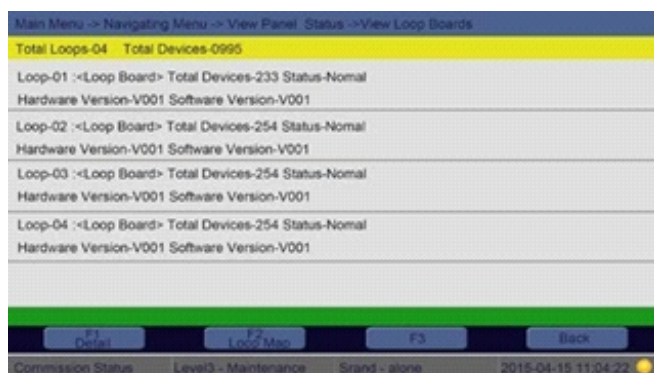 Main Menu -> Navigating Menu -> View Panel Status ->View Loop Boards
Total Loops-04 Total Devices-0995
Loop-01 :<Loop Board> Total Devices-233 Status-Nomal
Hardware Version-V001 Software Version-V001
Loop-02 :<Loop Board> Total Devices-254 Status-Nomal
Hardware Version-V001 Software Version-V001
Loop-03 :<Loop Board> Total Devices-254 Status-Nomal
Hardware Version-V001 Software Version-V001
Loop-04 :<Loop Board> Total Devices-254 Status-Nomal
Hardware Version-V001 Software Version-V001
F1 F2 F3 Back
Detail Loop Map
Commission Status Level3 - Maintenance Srand - alone 2015-04-15 11:04:22